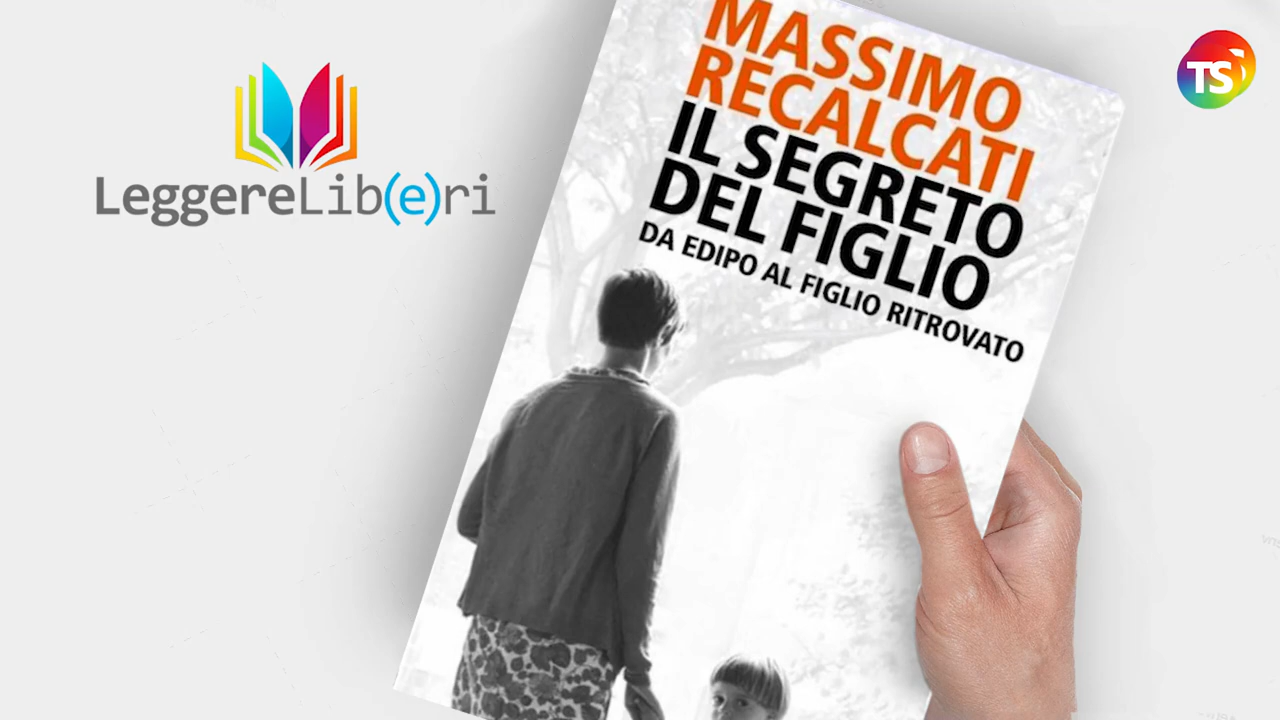 LeggereLib(e)ri
TS
MASSIMO
RECALCATI
IL SEGRETO
DEL FIGLIO
DA EDIPO AL FIGLIO RITROVATO